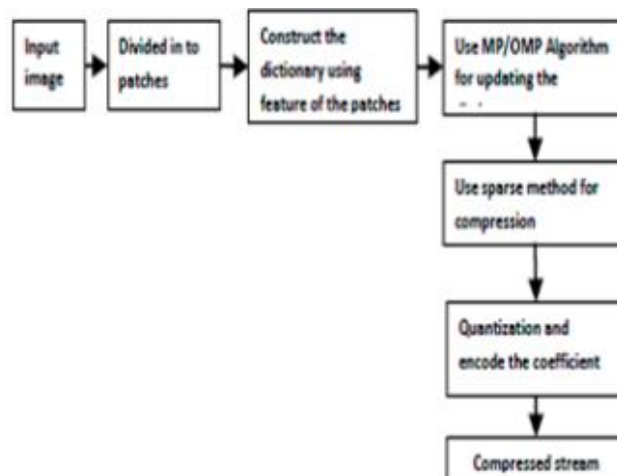 Input
image
Divided in to
patches
Construct the
dictionary using
feature of the patches
Use MP/OMP Algorithm
for updating the
Use sparse method for
compression
Quantization and
encode the coefficient
Compressed stream